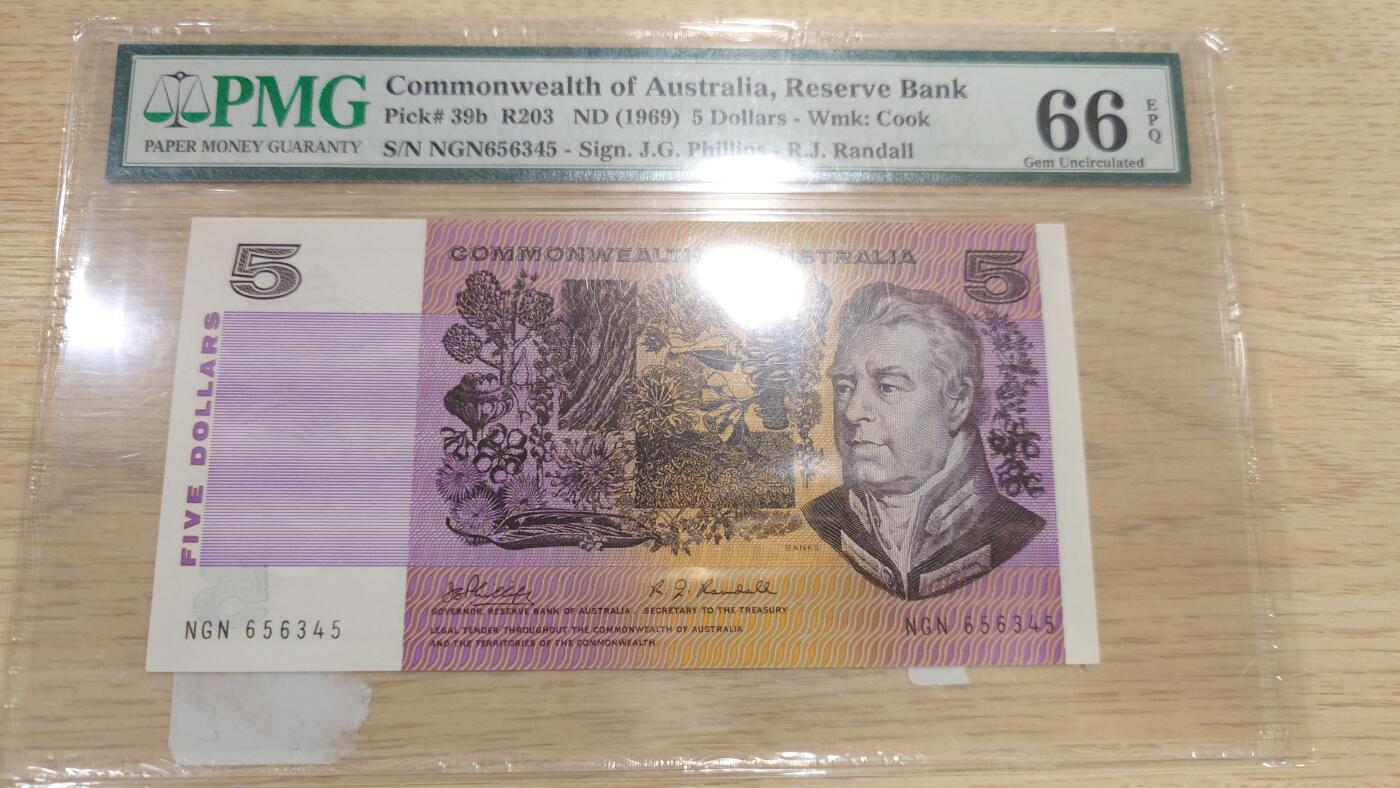 PMG
PAPER MONEY GUARANTY
Commonwealth of Australia, Reserve Bank
Pick# 39b R203 ND (1969) 5 Dollars - Wmk: Cook
S/N NGN656345 - Sign. J.G. Phillips - R.J. Randall
66
EPQ
Gem Uncirculated
5
COMMONWEALTH AUSTRALIA
5
FIVE DOLLARS
BANKS
JGPhillips
R. J. Randall
GOVERNOR, RESERVE BANK OF AUSTRALIA. SECRETARY TO THE TREASURY
LEGAL TENDER THROUGHOUT THE COMMONWEALTH OF AUSTRALIA
AND THE TERRITORIES OF THE COMMONWEALTH
NGN 656345
NGN 656345